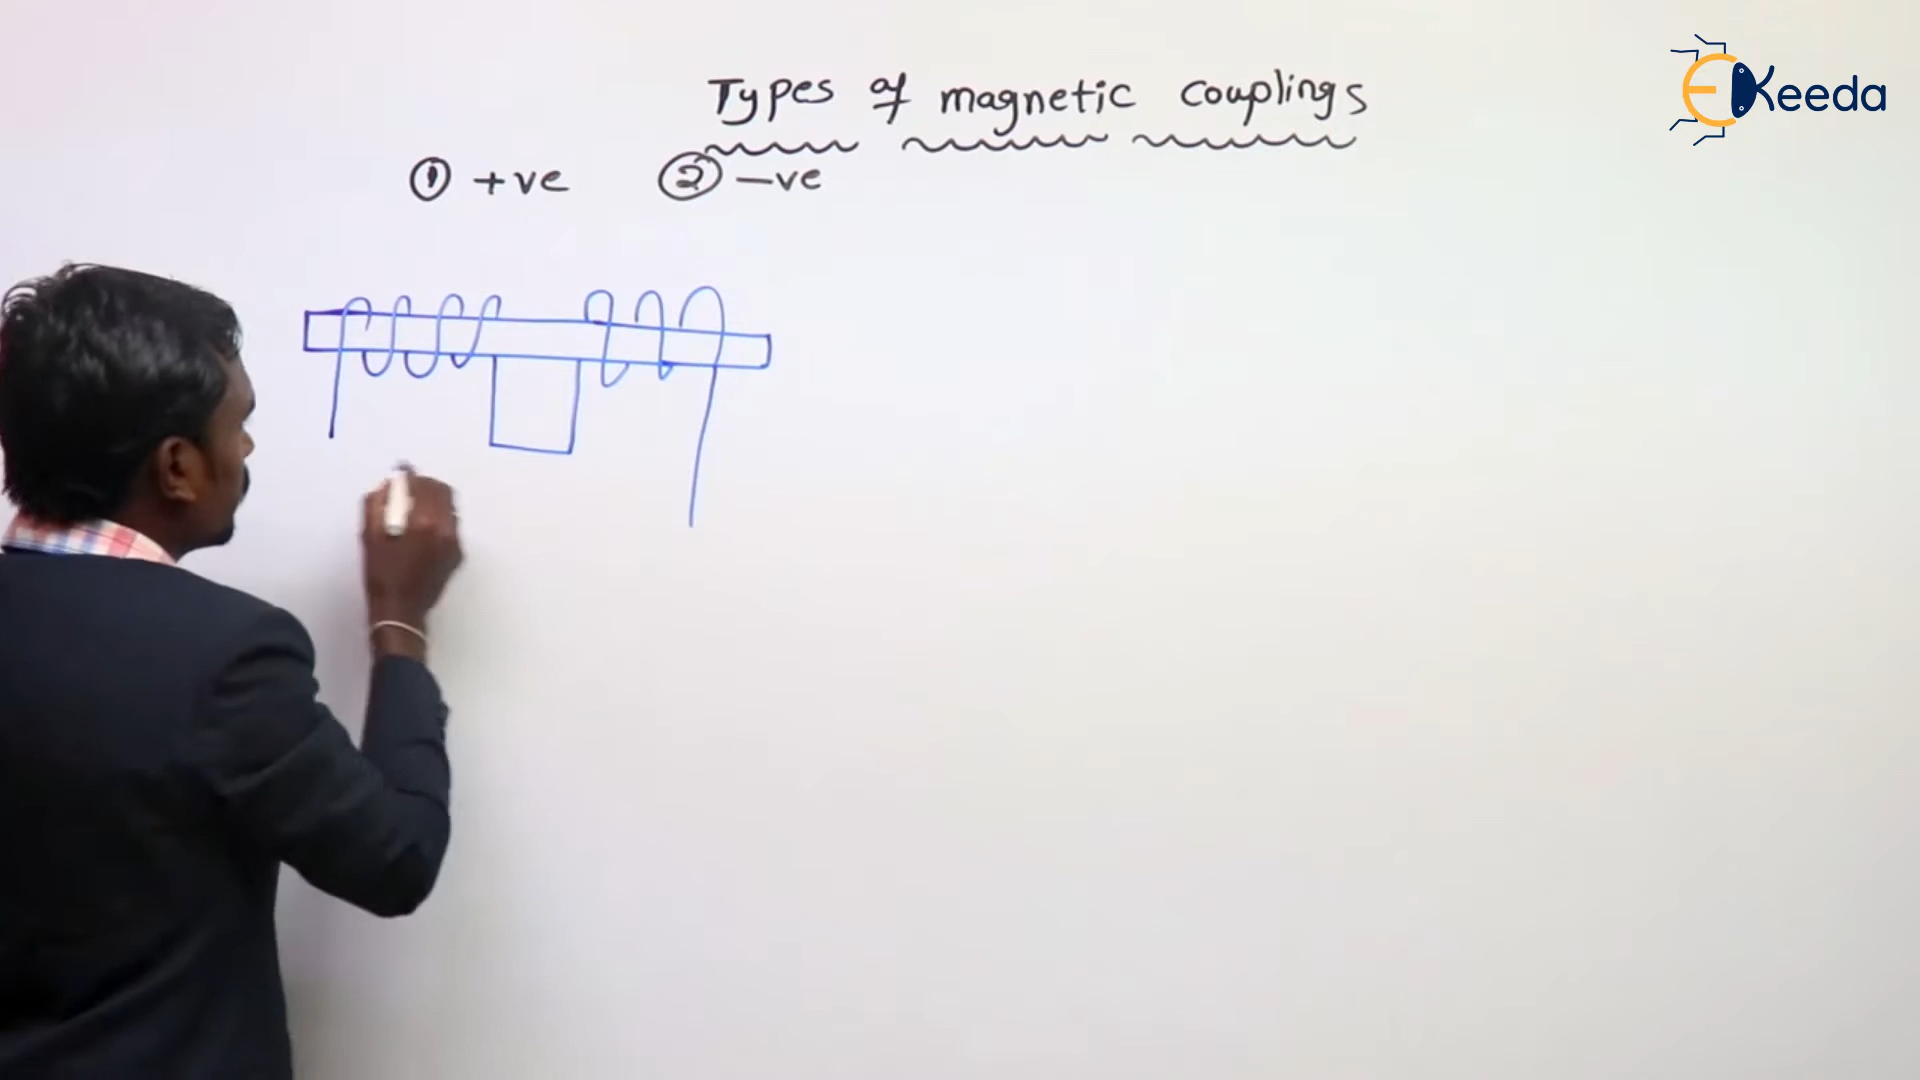 Types of magnetic couplings
EKeeda
① +ve ② -ve